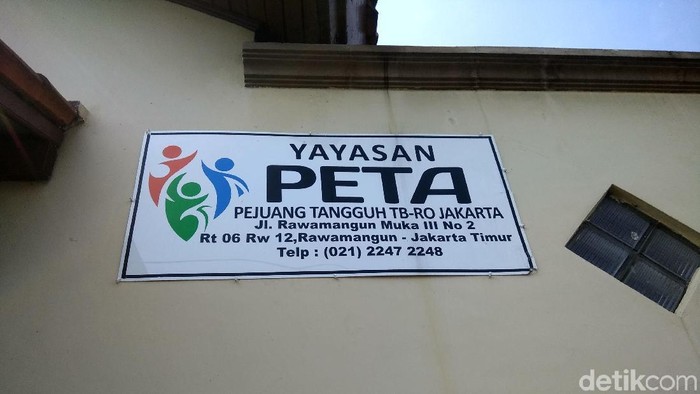 YAYASAN
PETA
PEJUANG TANGGUH TB-RO JAKARTA
Jl. Rawamangun Muka III No 2
Rt 06 Rw 12,Rawamangun - Jakarta Timur
Telp : (021) 2247 2248
detikcom